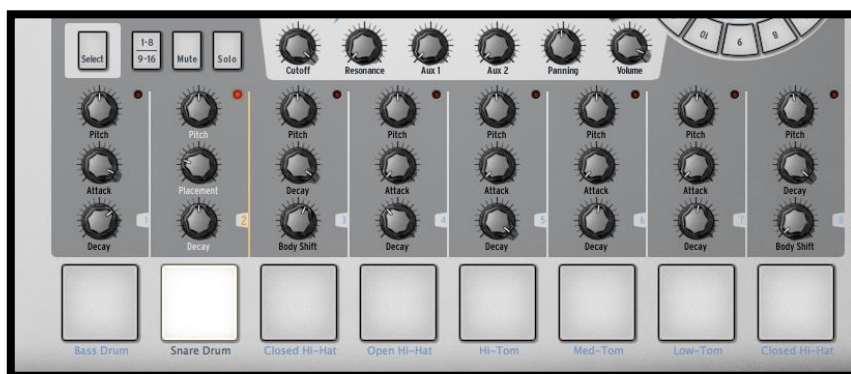 1-8
9-16
Select Mute Solo
Cutoff Resonance Aux 1 Aux 2 Panning Volume
10 9 8
Pitch Pitch Pitch Pitch Pitch Pitch Pitch Pitch
Attack Placement Decay Attack Attack Attack Attack Decay
1 2 3 4 5 6 7 8
Decay Decay Body Shift Decay Decay Decay Decay Body Shift
Bass Drum Snare Drum Closed Hi-Hat Open Hi-Hat Hi-Tom Med-Tom Low-Tom Closed Hi-Hat